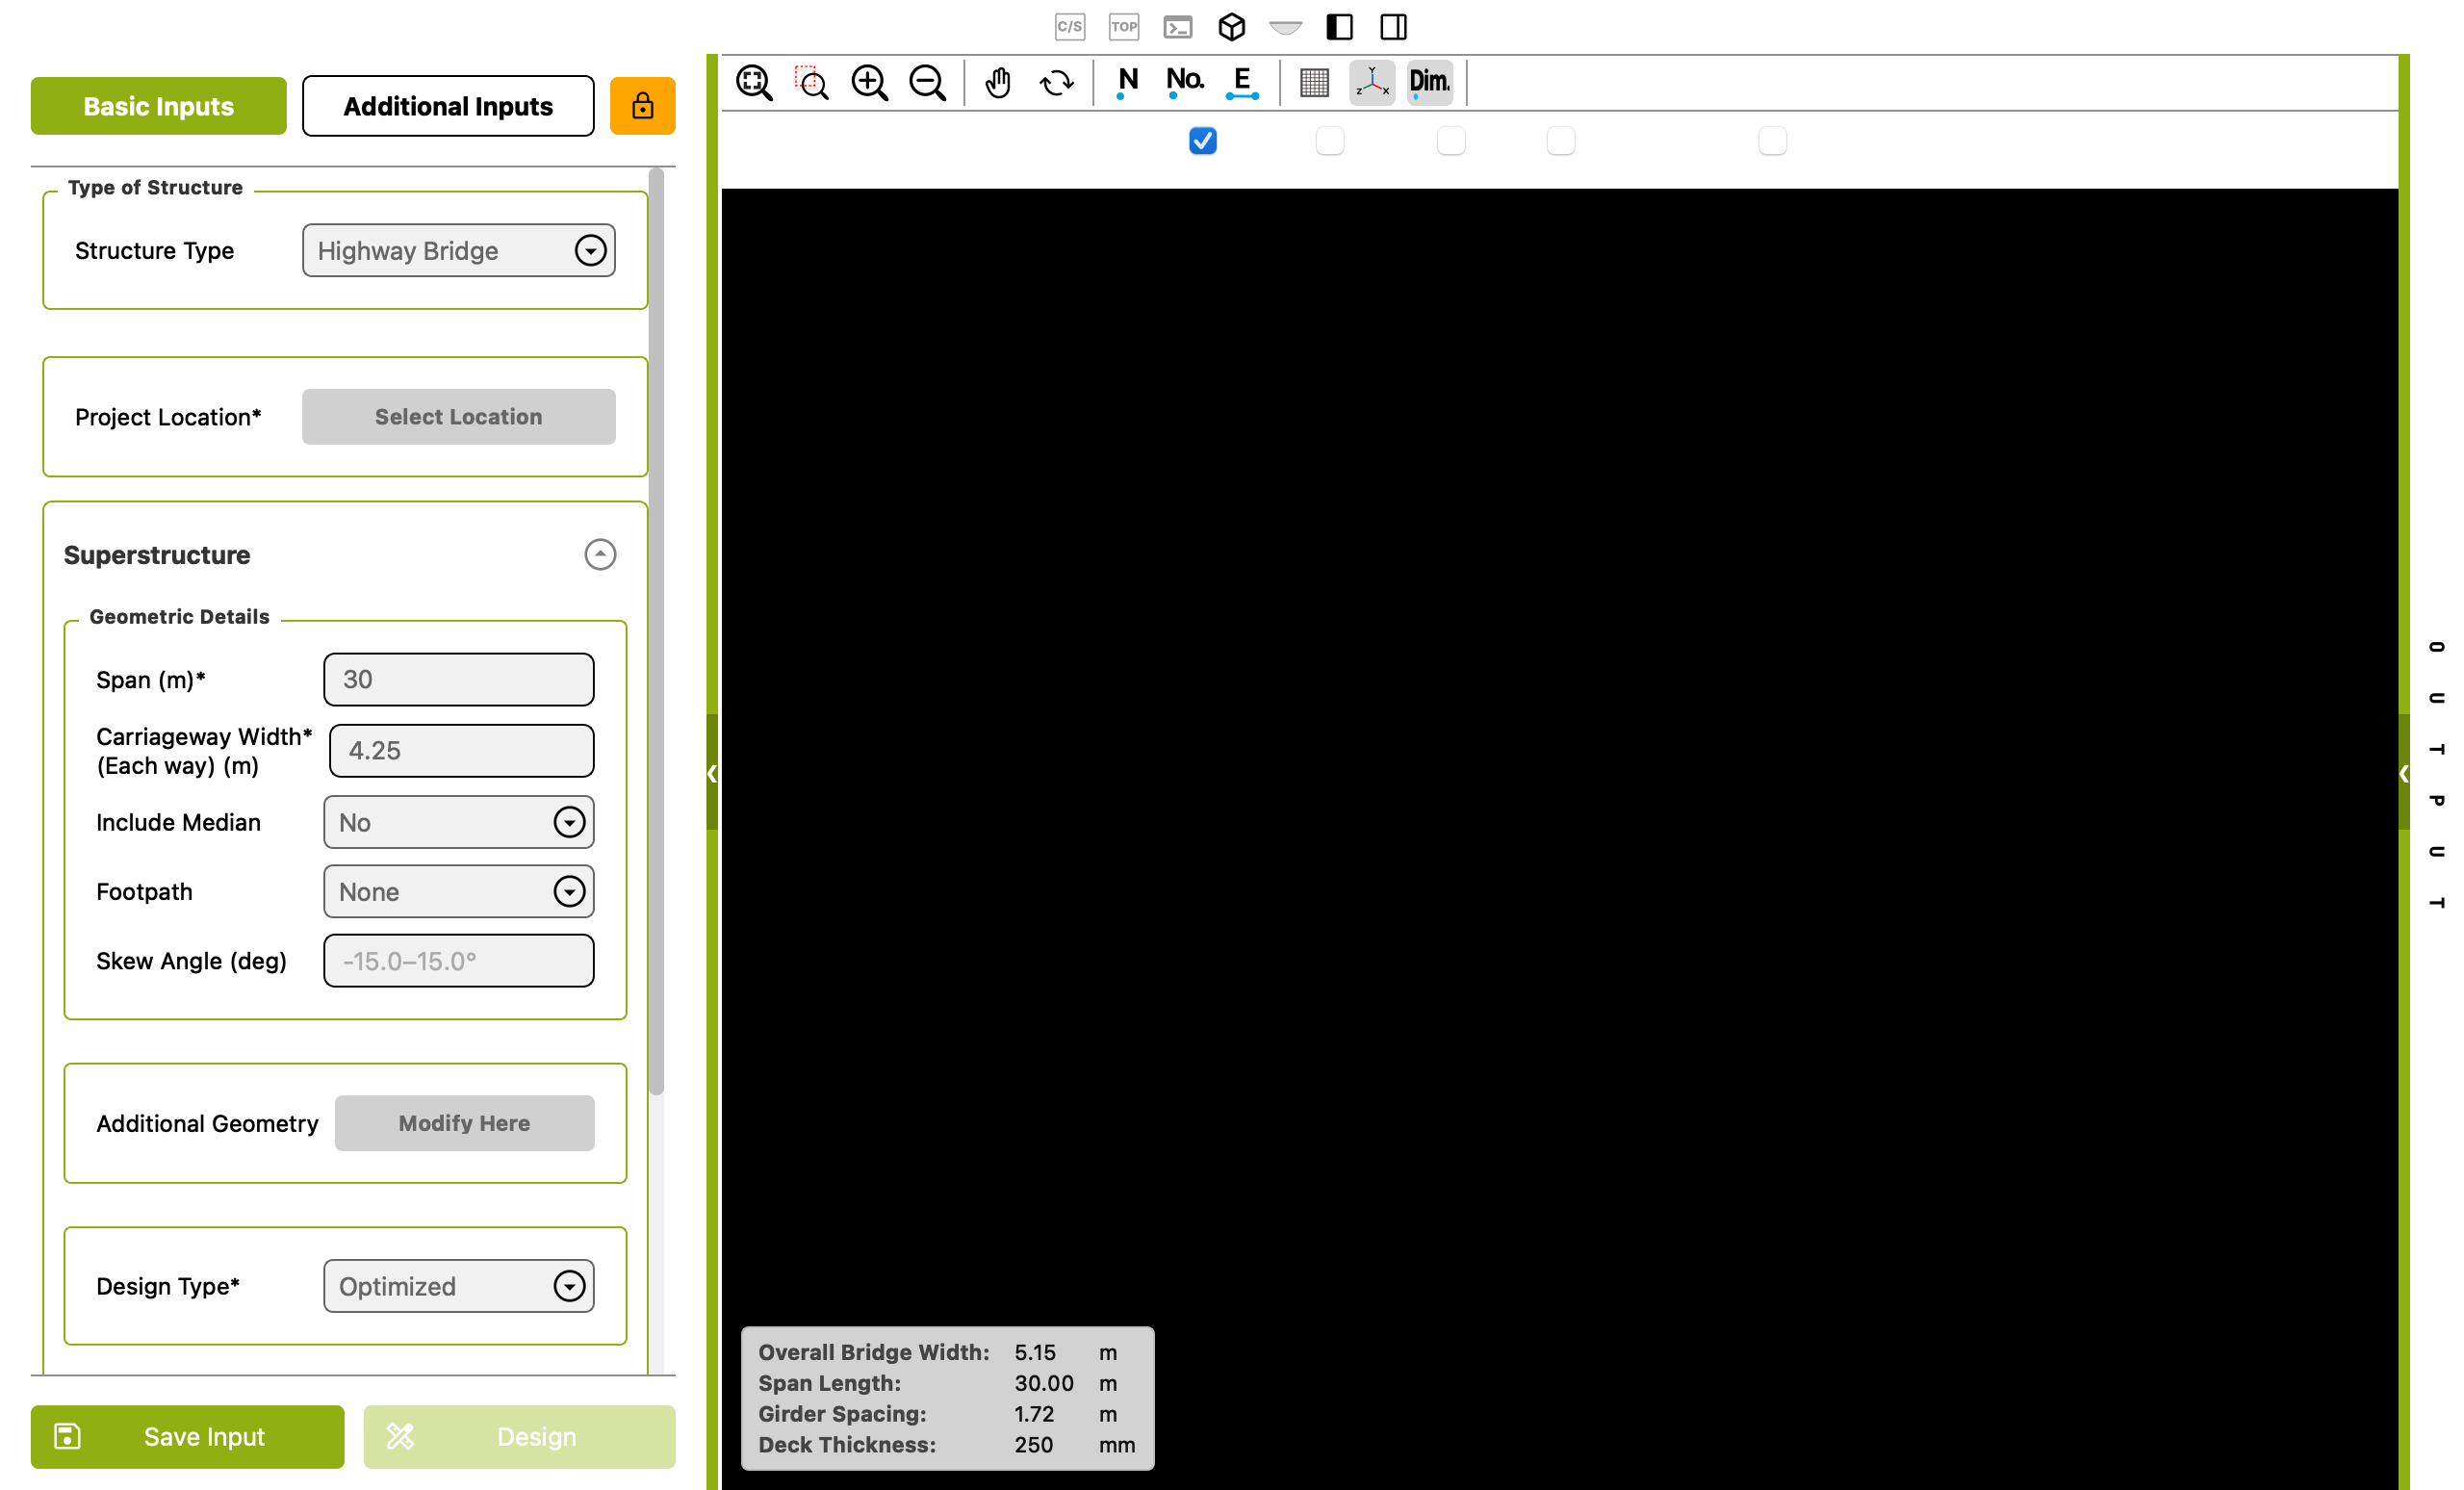 C/S TOP
Basic Inputs Additional Inputs
N No. E Y Z X Dim.
Type of Structure
Structure Type Highway Bridge
Project Location* Select Location
Superstructure
Geometric Details
Span (m)* 30
Carriageway Width* (Each way) (m) 4.25
Include Median No
Footpath None
Skew Angle (deg) -15.0–15.0°
Additional Geometry Modify Here
Design Type* Optimized
Save Input Design
Overall Bridge Width: 5.15 m
Span Length: 30.00 m
Girder Spacing: 1.72 m
Deck Thickness: 250 mm
OUTPUT